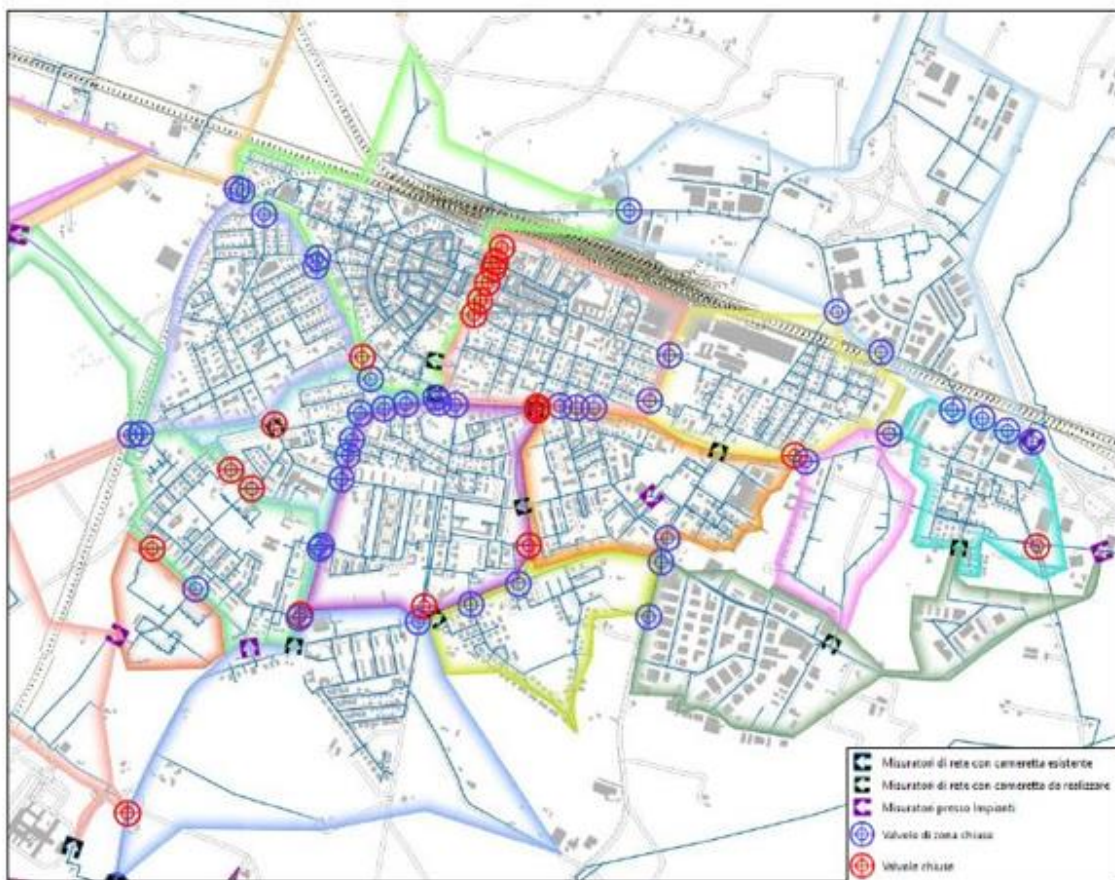 Misuratori di rete con cameretta esistente
Misuratori di rete con cameretta da realizzare
Misuratori presso Impianti
Valvole di zona chiuse
Valvole chiuse